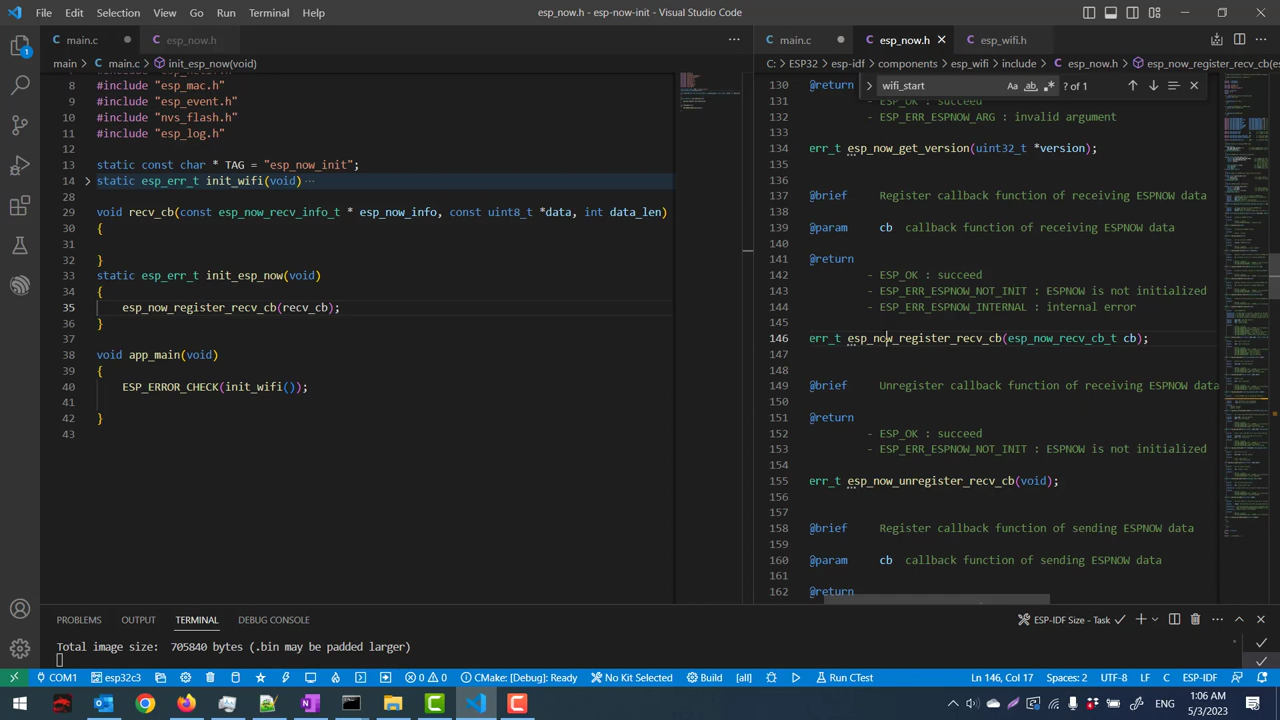 File Edit Selection View Go Run Terminal Help
esp_now.h - esp-now-init - Visual Studio Code
main.c
esp_now.h
main > main.c > init_esp_now(void)
9 #include "esp_mac.h"
10 #include "esp_event.h"
11 #include "nvs_flash.h"
#include "esp_log.h"
12
13 static const char * TAG = "esp_now_init";
14 static esp_err_t init_wifi(void) ...
28
29 void recv_cb(const esp_now_recv_info_t * esp_now_info, const uint8_t *data, int data_len)
30 {
31
32 }
33 static esp_err_t init_esp_now(void)
34 {
35 esp_now_register_recv_cb(recv_cb);
36 }
37
38 void app_main(void)
39 {
40 ESP_ERROR_CHECK(init_wifi());
41
42 }
43
main.c
esp_now.h
esp_wifi.h
C: > ESP32 > esp-idf > components > esp_wifi > include > esp_now.h > esp_now_register_recv_cb(es
wifi_start
Aa
ab
? of 1
130 @return
131 - ESP_OK : succe
132 - ESP_ERR_ESPNOW_ARG : invalid argument
133
134 err_t esp_now_get_version(uint32_t *version);
135
136
137 @brief Register callback function of receiving ESPNOW data
138
139 @param cb callback function of receiving ESPNOW data
140
141 @return
142 - ESP_OK : succeed
143 - ESP_ERR_ESPNOW_NOT_INIT : ESPNOW is not initialized
144 - ESP_ERR_ESPNOW_INTERNAL : internal error
145
146 err_t esp_now_register_recv_cb(esp_now_recv_cb_t cb);
147
148
149 @brief Unregister callback function of receiving ESPNOW data
150
151 @return
152 - ESP_OK : succeed
153 - ESP_ERR_ESPNOW_NOT_INIT : ESPNOW is not initialized
154
155 err_t esp_now_unregister_recv_cb(void);
156
157
158 @brief Register callback function of sending ESPNOW data
159
160 @param cb callback function of sending ESPNOW data
161
162 @return
PROBLEMS OUTPUT TERMINAL DEBUG CONSOLE
ESP-IDF Size - Task
Total image size: 705840 bytes (.bin may be padded larger)
COM1 esp32c3 0 0 CMake: [Debug]: Ready No Kit Selected Build [all] Run CTest
Ln 146, Col 17 Spaces: 2 UTF-8 LF C ESP-IDF
ENG
1:06 AM
5/3/2023